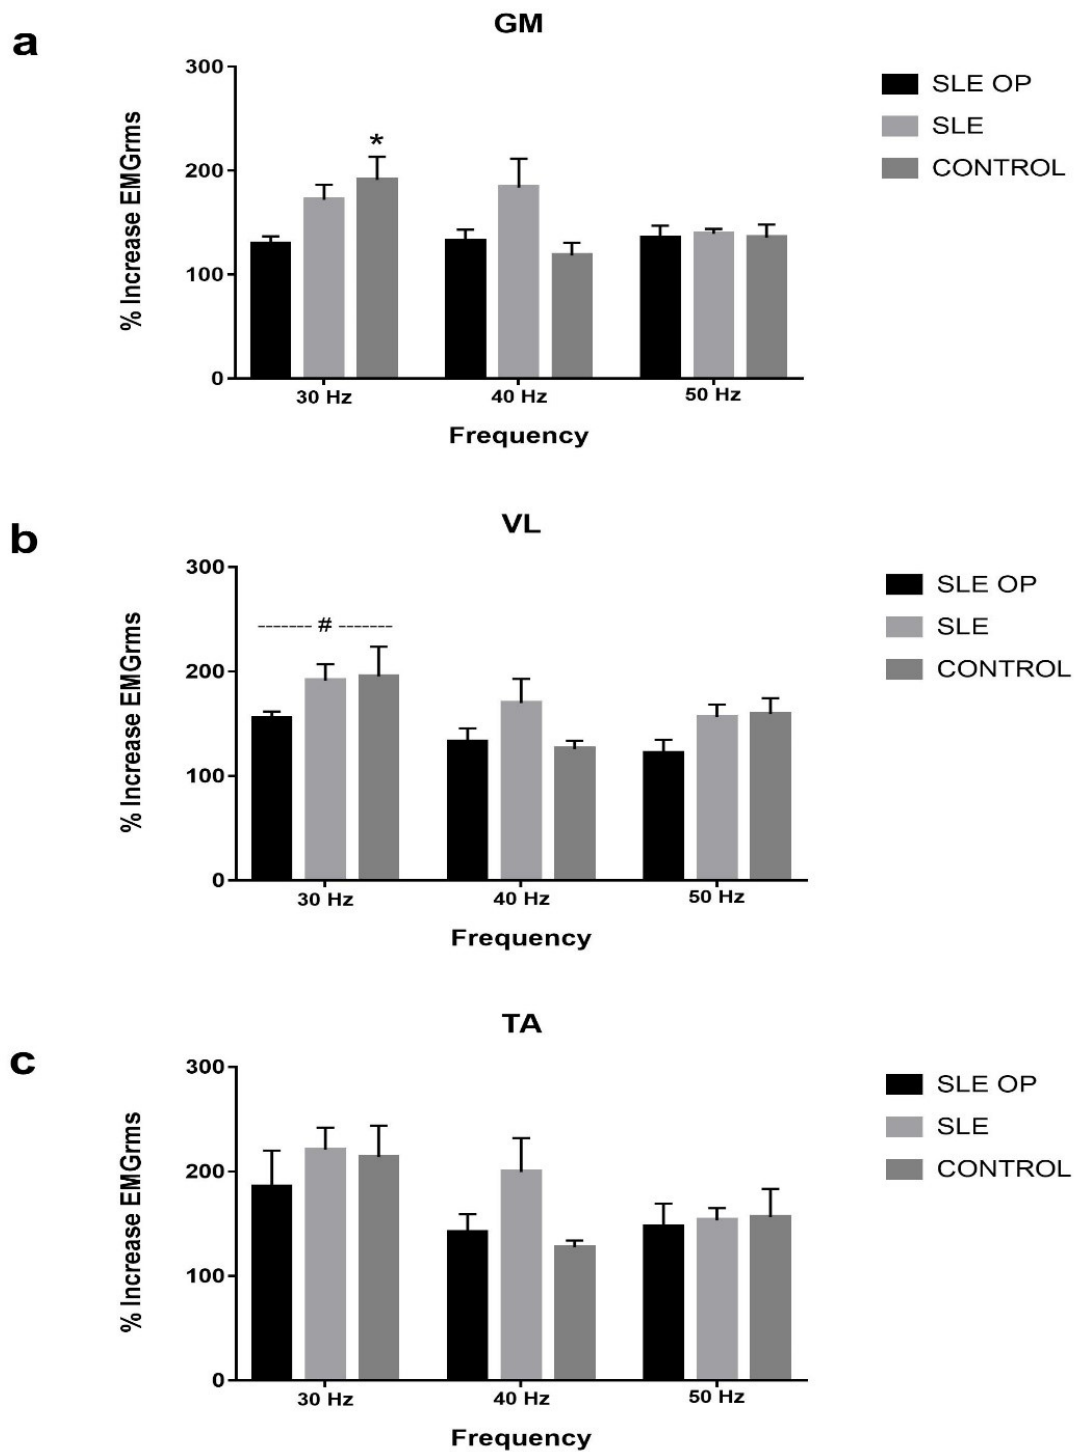 a
GM
% Increase EMGrms
300
200
100
0
*
30 Hz
40 Hz
50 Hz
Frequency
SLE OP
SLE
CONTROL
b
VL
% Increase EMGrms
300
200
100
0
------- # -------
30 Hz
40 Hz
50 Hz
Frequency
SLE OP
SLE
CONTROL
c
TA
% Increase EMGrms
300
200
100
0
30 Hz
40 Hz
50 Hz
Frequency
SLE OP
SLE
CONTROL